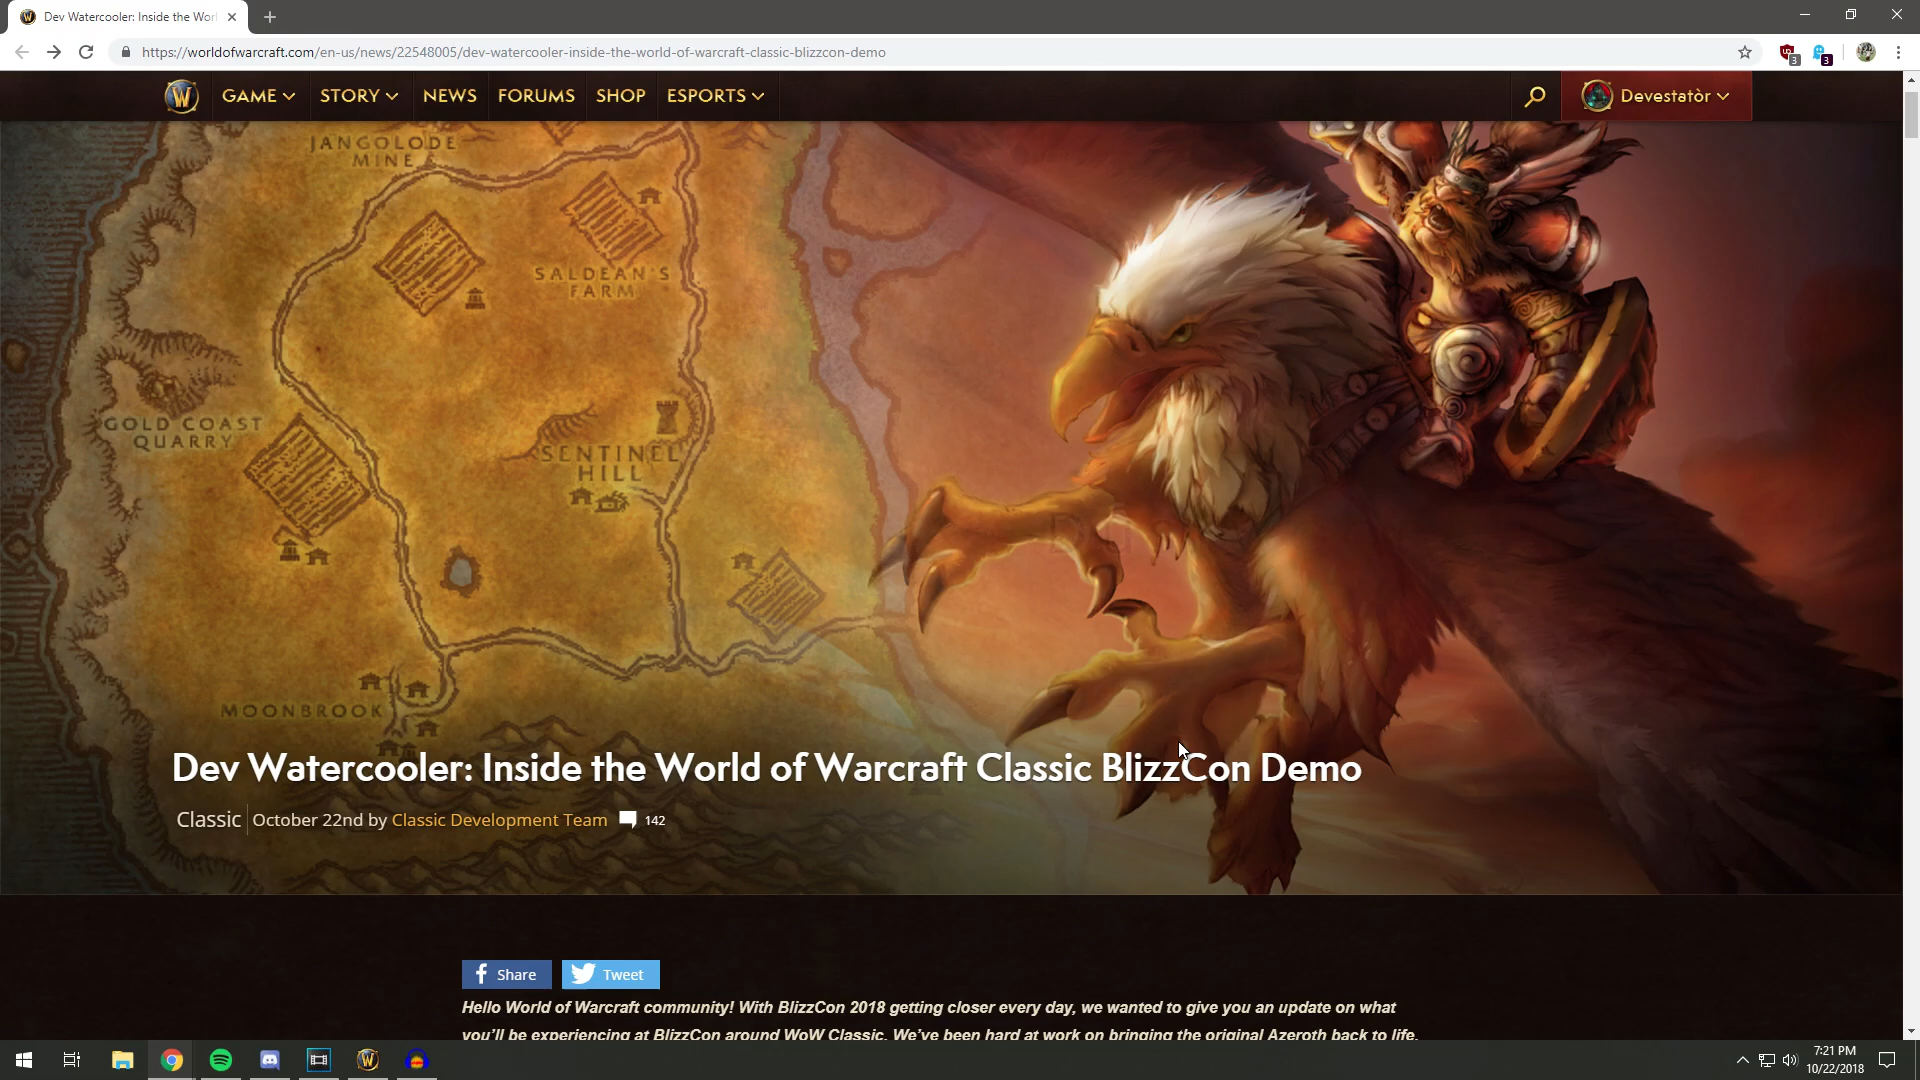 Dev Watercooler: Inside the Worl
https://worldofwarcraft.com/en-us/news/22548005/dev-watercooler-inside-the-world-of-warcraft-classic-blizzcon-demo
3
3
GAME
STORY
NEWS
FORUMS
SHOP
ESPORTS
Devestatòr
JANGOLODE
MINE
SALDEAN'S
FARM
GOLD COAST
QUARRY
SENTINEL
HILL
MOONBROOK
Dev Watercooler: Inside the World of Warcraft Classic BlizzCon Demo
Classic
October 22nd by Classic Development Team
142
Share
Tweet
Hello World of Warcraft community! With BlizzCon 2018 getting closer every day, we wanted to give you an update on what
you'll be experiencing at BlizzCon around WoW Classic. We've been hard at work on bringing the original Azeroth back to life,
7:21 PM
10/22/2018